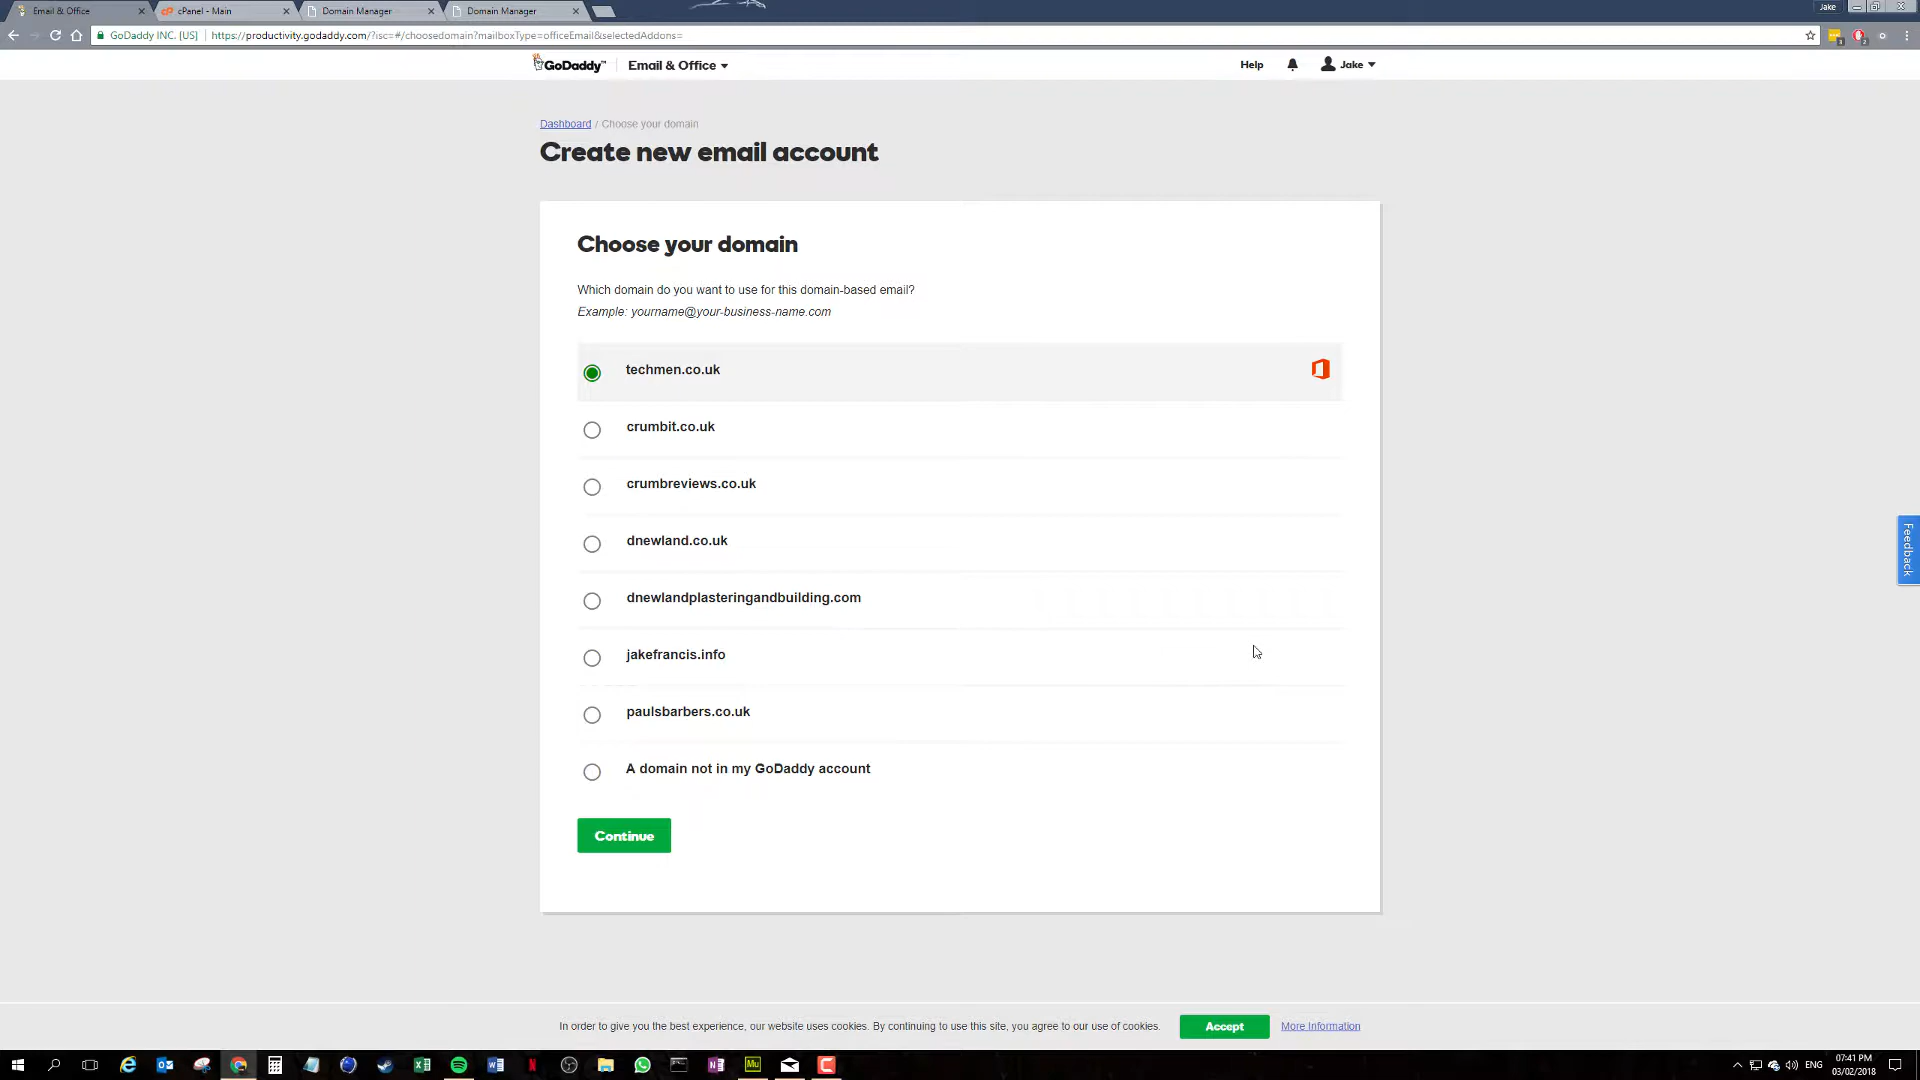 Email & Office
cPanel - Main
Domain Manager
Domain Manager
Jake
GoDaddy INC. [US]
https://productivity.godaddy.com/?isc=#/choosedomain?mailboxType=officeEmail&selectedAddons=
GoDaddy™
Email & Office
Help
Jake
Dashboard / Choose your domain
Create new email account
Choose your domain
Which domain do you want to use for this domain-based email?
Example: yourname@your-business-name.com
techmen.co.uk
crumbit.co.uk
crumbreviews.co.uk
dnewland.co.uk
dnewlandplasteringandbuilding.com
jakefrancis.info
paulsbarbers.co.uk
A domain not in my GoDaddy account
Continue
Feedback
In order to give you the best experience, our website uses cookies. By continuing to use this site, you agree to our use of cookies.
Accept
More Information
Mu
ENG
07:41 PM
03/02/2018